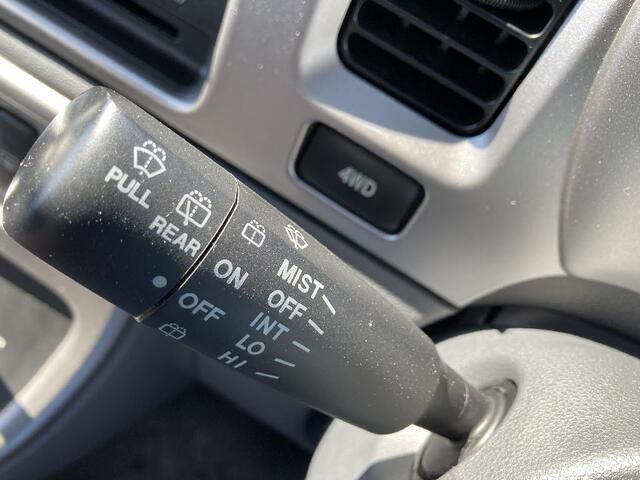 PULL
REAR
ON
OFF
MIST
OFF
INT
LO
HI
4WD